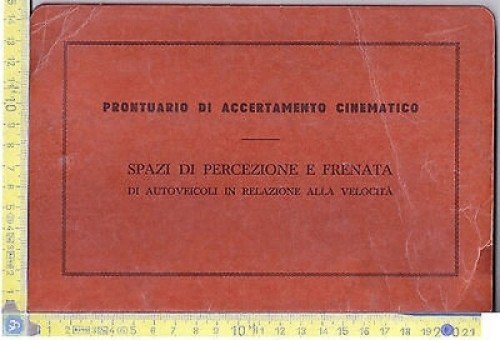 PRONTUARIO DI ACCERTAMENTO CINEMATICO
SPAZI DI PERCEZIONE E FRENATA
DI AUTOVEICOLI IN RELAZIONE ALLA VELOCITÀ